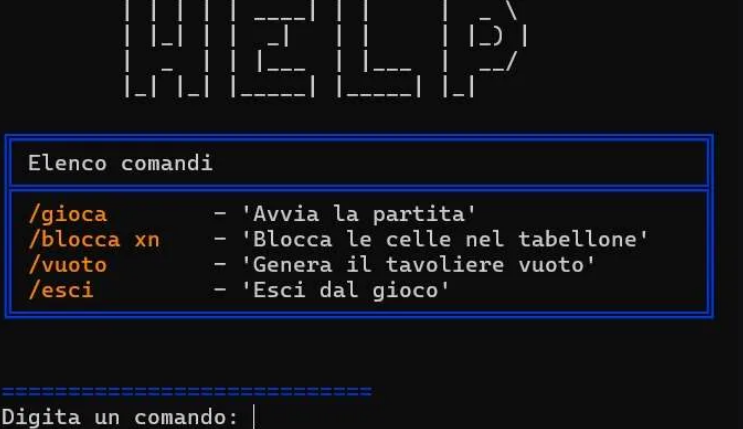 HELP
Elenco comandi
/gioca - 'Avvia la partita'
/blocca xn - 'Blocca le celle nel tabellone'
/vuoto - 'Genera il tavoliere vuoto'
/esci - 'Esci dal gioco'
============================
Digita un comando: